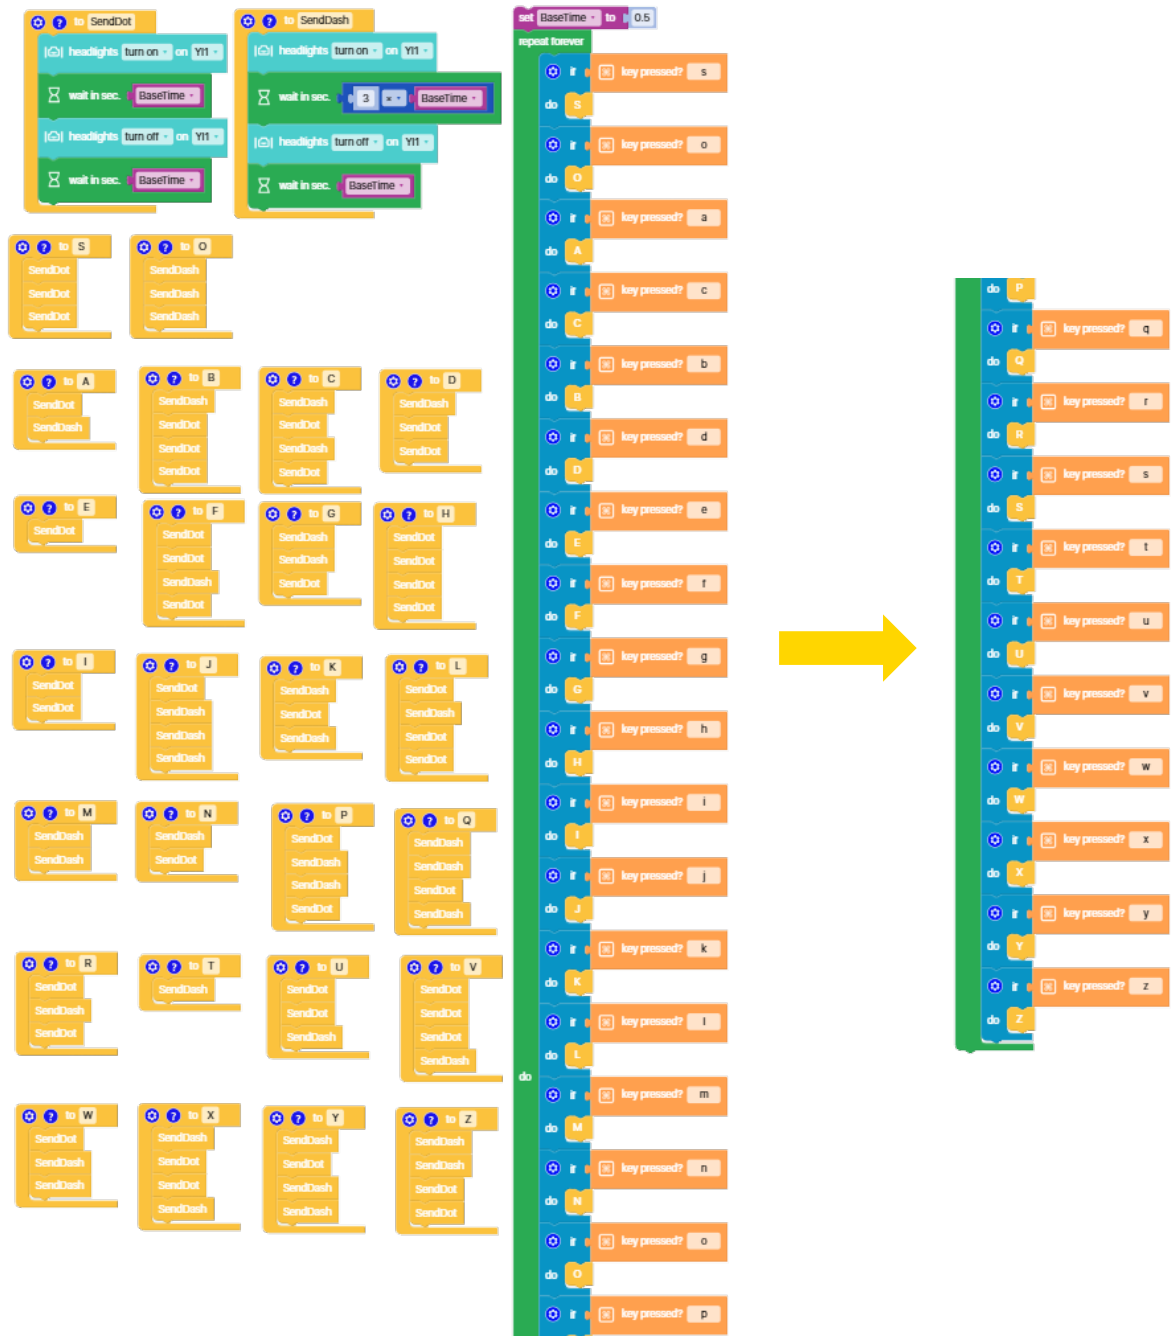 to SendDot
headlights turn on on YI1
wait in sec. BaseTime
headlights turn off on YI1
wait in sec. BaseTime
to SendDash
headlights turn on on YI1
wait in sec. 3 × BaseTime
headlights turn off on YI1
wait in sec. BaseTime
to S
SendDot
SendDot
SendDot
to O
SendDash
SendDash
SendDash
to A
SendDot
SendDash
to B
SendDash
SendDot
SendDot
SendDot
to C
SendDash
SendDot
SendDash
SendDot
to D
SendDash
SendDot
SendDot
to E
SendDot
to F
SendDot
SendDot
SendDash
SendDot
to G
SendDash
SendDash
SendDot
to H
SendDot
SendDot
SendDot
SendDot
to I
SendDot
SendDot
to J
SendDot
SendDash
SendDash
SendDash
to K
SendDash
SendDot
SendDash
to L
SendDot
SendDash
SendDot
SendDot
to M
SendDash
SendDash
to N
SendDash
SendDot
to P
SendDot
SendDash
SendDash
SendDot
to Q
SendDash
SendDash
SendDot
SendDash
to R
SendDot
SendDash
SendDot
to T
SendDash
to U
SendDot
SendDot
SendDash
to V
SendDot
SendDot
SendDot
SendDash
to W
SendDot
SendDash
SendDash
to X
SendDash
SendDot
SendDot
SendDash
to Y
SendDash
SendDot
SendDash
SendDash
to Z
SendDash
SendDash
SendDot
SendDot
set BaseTime to 0.5
repeat forever
if key pressed? s
do S
if key pressed? o
do O
if key pressed? a
do A
if key pressed? c
do C
if key pressed? b
do B
if key pressed? d
do D
if key pressed? e
do E
if key pressed? f
do F
if key pressed? g
do G
if key pressed? h
do H
if key pressed? i
do I
if key pressed? j
do J
if key pressed? k
do K
if key pressed? l
do L
do
if key pressed? m
do M
if key pressed? n
do N
if key pressed? o
do O
if key pressed? p
do P
if key pressed? q
do Q
if key pressed? r
do R
if key pressed? s
do S
if key pressed? t
do T
if key pressed? u
do U
if key pressed? v
do V
if key pressed? w
do W
if key pressed? x
do X
if key pressed? y
do Y
if key pressed? z
do Z